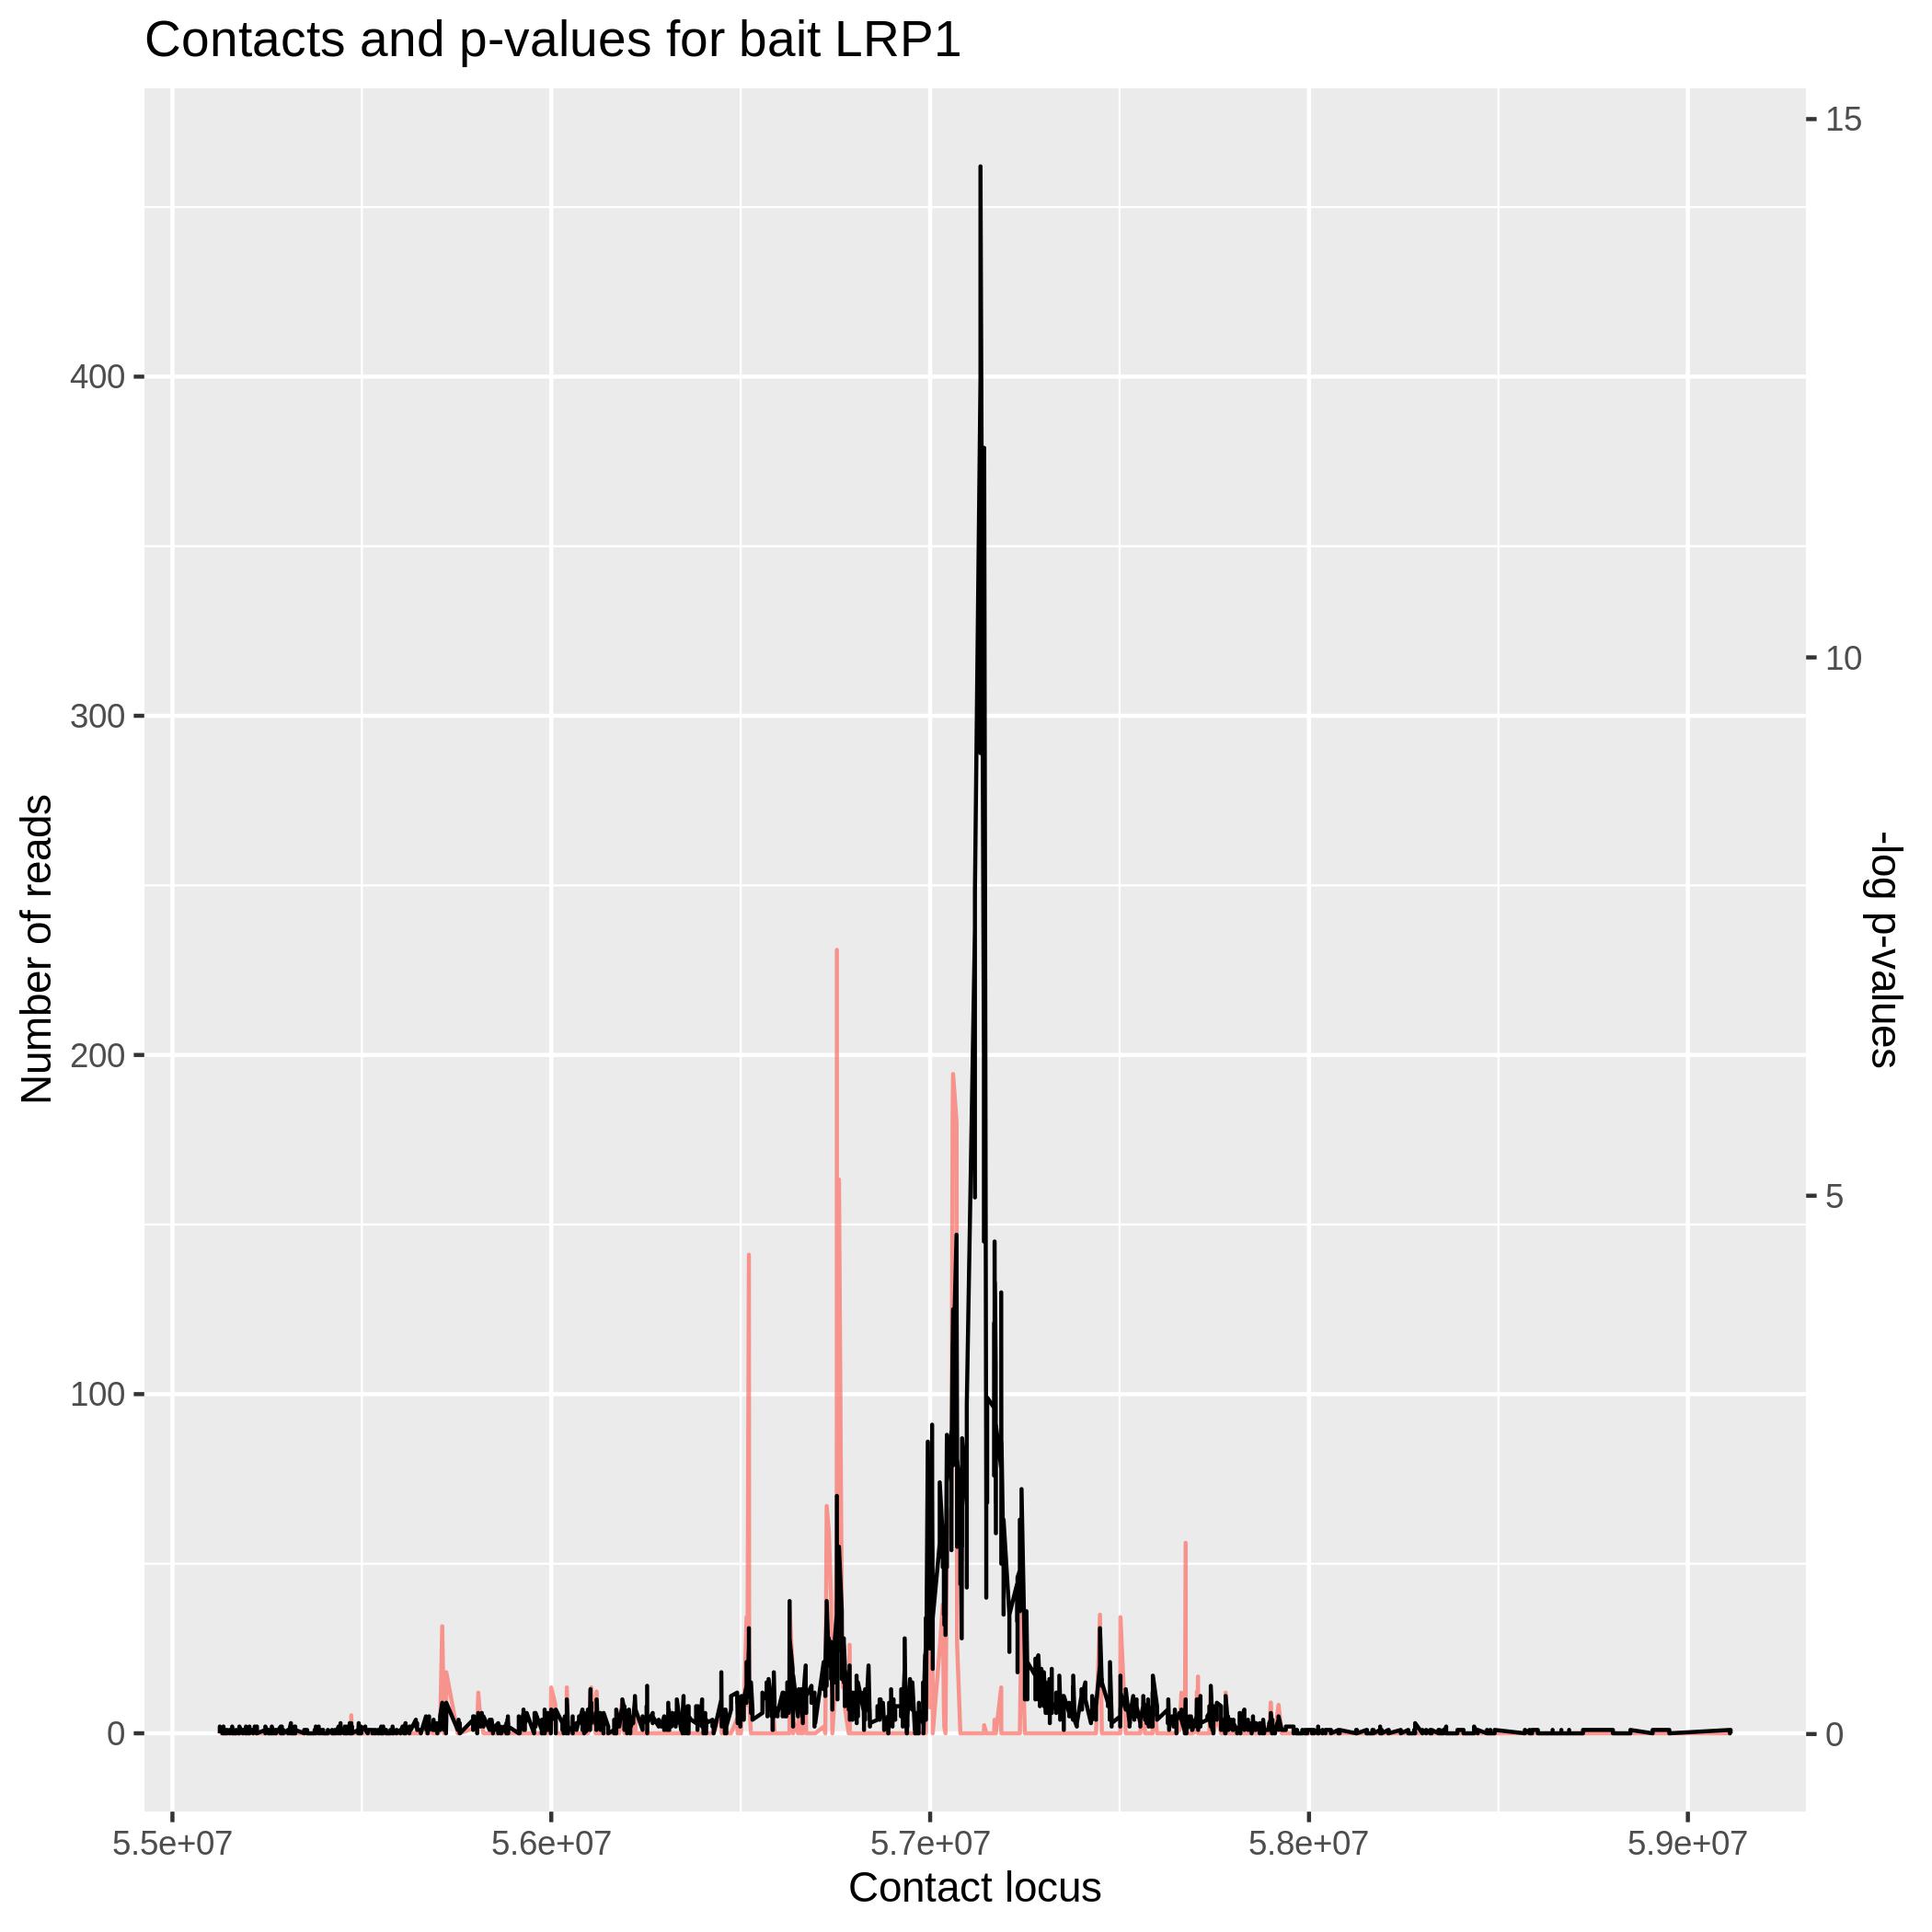 Contacts and p-values for bait LRP1
Number of reads
400
300
200
100
0
15
10
5
0
-log p-values
5.5e+07 5.6e+07 5.7e+07 5.8e+07 5.9e+07
Contact locus